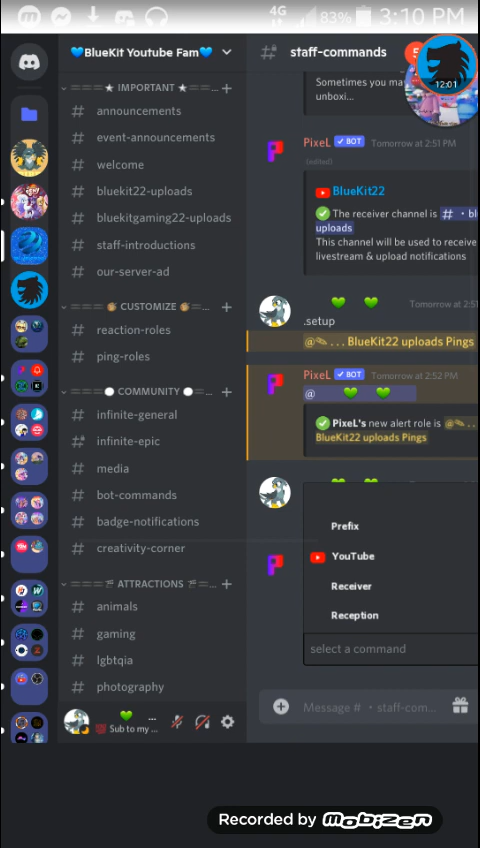 4G 83% 3:10 PM
💙BlueKit Youtube Fam💙
staff-commands
5
12:01
==== ★ IMPORTANT ★ ==...
announcements
event-announcements
welcome
bluekit22-uploads
bluekitgaming22-uploads
staff-introductions
our-server-ad
CUSTOMIZE
reaction-roles
ping-roles
COMMUNITY
infinite-general
infinite-epic
media
bot-commands
badge-notifications
creativity-corner
ATTRACTIONS
animals
gaming
lgbtqia
photography
💚 ...
Sub to my ...
Sometimes you ma
unboxi...
PixeL ✓ BOT Tomorrow at 2:51 PM
(edited)
BlueKit22
✅ The receiver channel is # • bl
uploads
This channel will be used to receive
livestream & upload notifications
💚 💚 Tomorrow at 2:51
.setup
@✎ . . . BlueKit22 uploads Pings
PixeL ✓ BOT Tomorrow at 2:52 PM
@ 💚 💚
✅ PixeL's new alert role is @✎ . .
BlueKit22 uploads Pings
Prefix
YouTube
Receiver
Reception
select a command
Message # • staff-com...
Recorded by mobizen